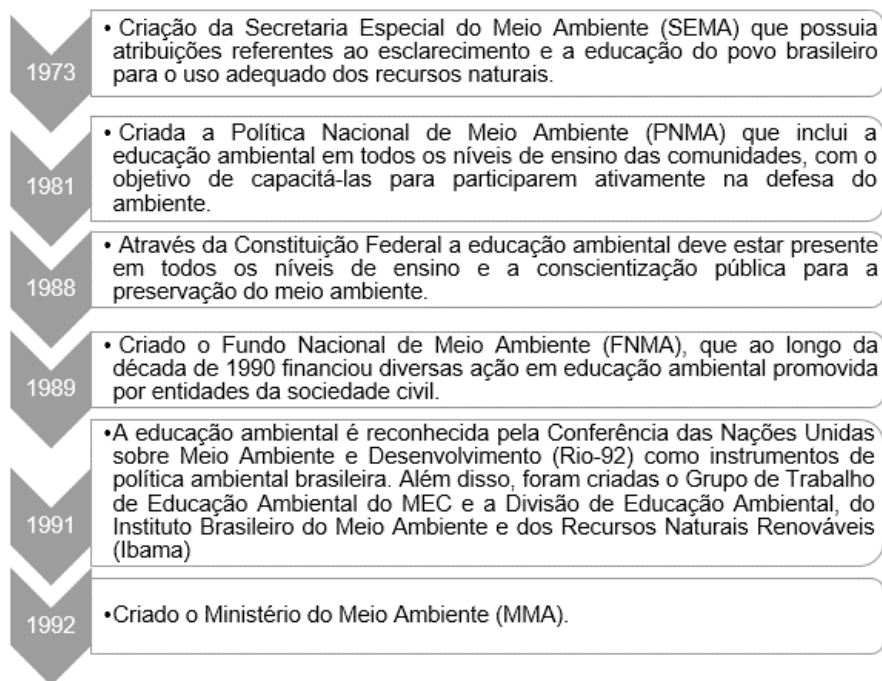 1973
• Criação da Secretaria Especial do Meio Ambiente (SEMA) que possuia
atribuições referentes ao esclarecimento e a educação do povo brasileiro
para o uso adequado dos recursos naturais.
1981
• Criada a Política Nacional de Meio Ambiente (PNMA) que inclui a
educação ambiental em todos os níveis de ensino das comunidades, com o
objetivo de capacitá-las para participarem ativamente na defesa do
ambiente.
1988
• Através da Constituição Federal a educação ambiental deve estar presente
em todos os níveis de ensino e a conscientização pública para a
preservação do meio ambiente.
1989
• Criado o Fundo Nacional de Meio Ambiente (FNMA), que ao longo da
década de 1990 financiou diversas ação em educação ambiental promovida
por entidades da sociedade civil.
1991
•A educação ambiental é reconhecida pela Conferência das Nações Unidas
sobre Meio Ambiente e Desenvolvimento (Rio-92) como instrumentos de
política ambiental brasileira. Além disso, foram criadas o Grupo de Trabalho
de Educação Ambiental do MEC e a Divisão de Educação Ambiental, do
Instituto Brasileiro do Meio Ambiente e dos Recursos Naturais Renováveis
(Ibama)
1992
•Criado o Ministério do Meio Ambiente (MMA).